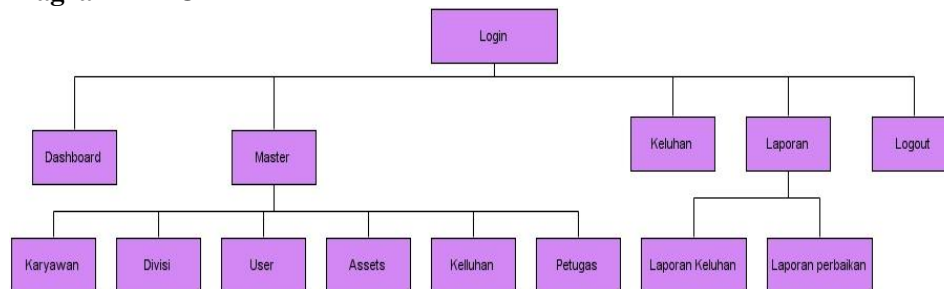 Login
Dashboard
Master
Keluhan
Laporan
Logout
Karyawan
Divisi
User
Assets
Kelluhan
Petugas
Laporan Keluhan
Laporan perbaikan